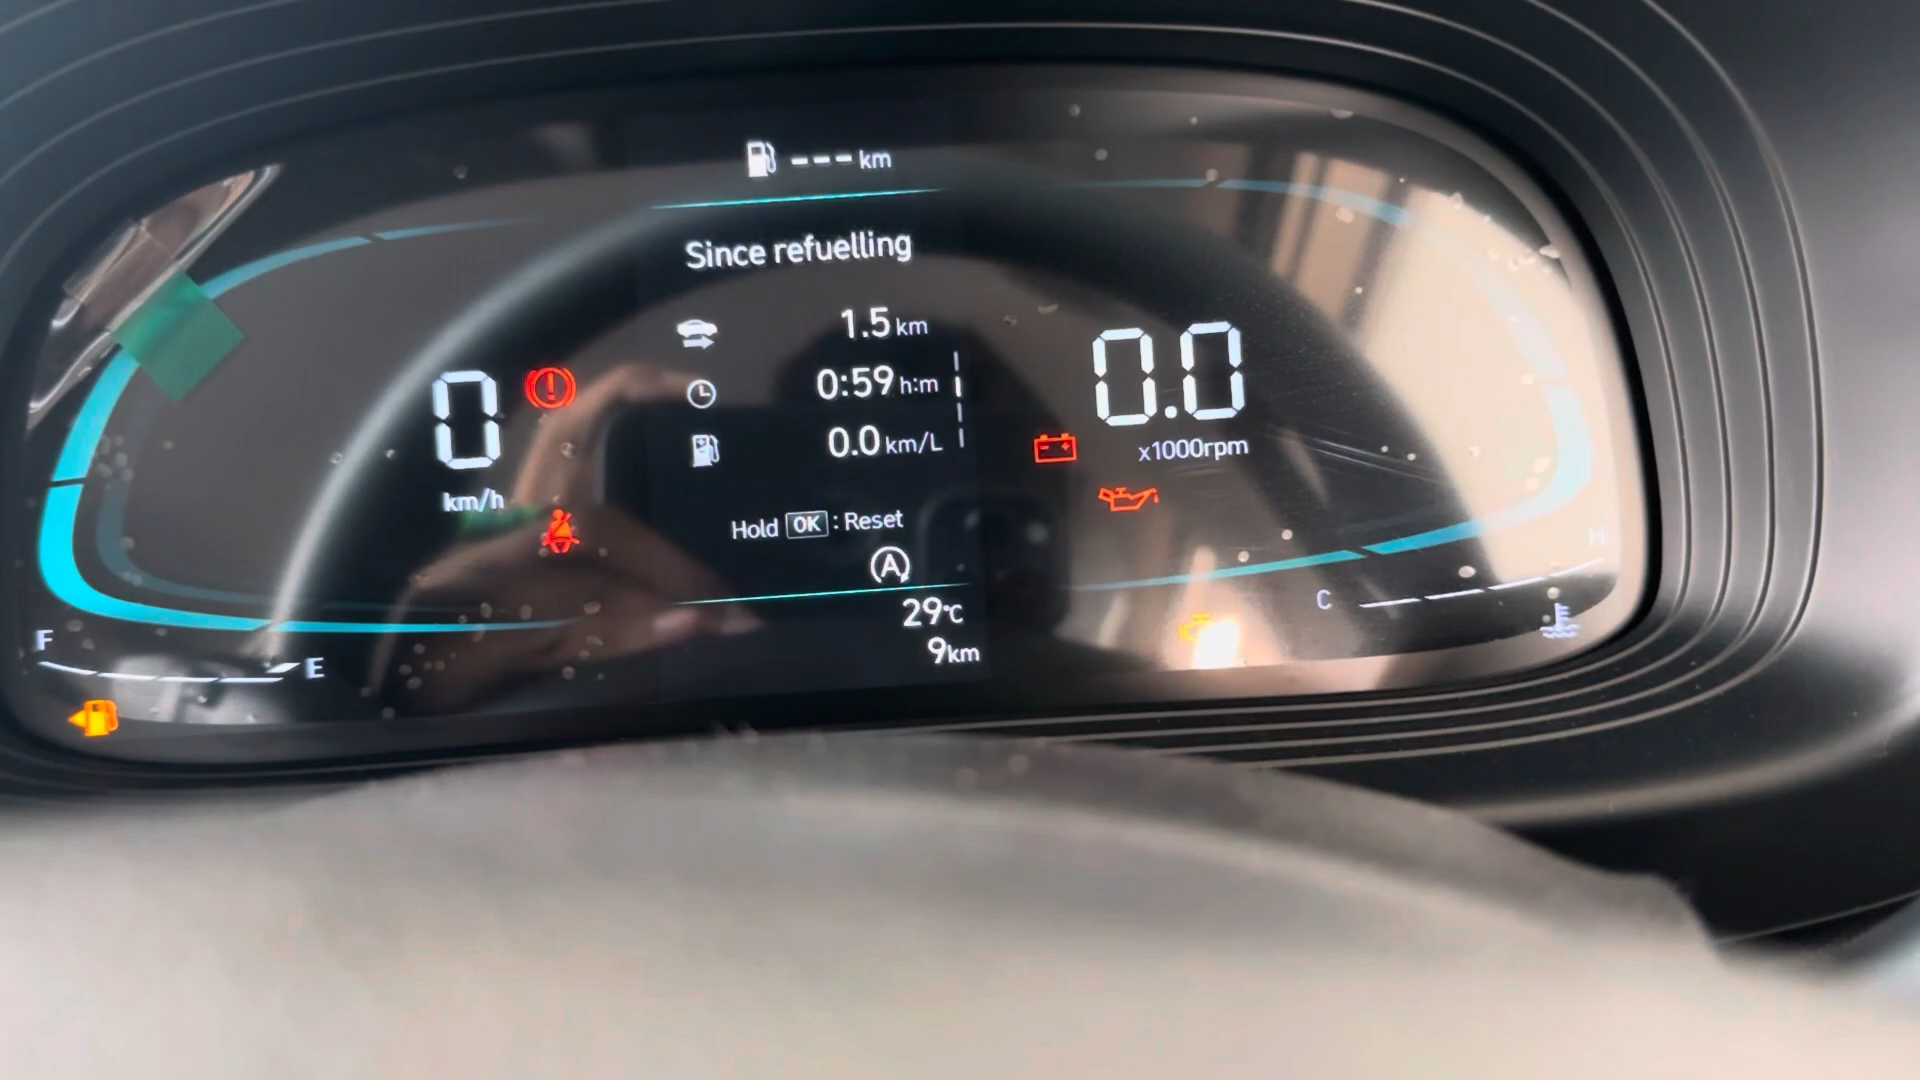 --- km
Since refuelling
1.5 km
0:59 h:m
0.0 km/L
Hold OK : Reset
A
29°C
9km
0
km/h
0.0
x1000rpm
F
E
C
H